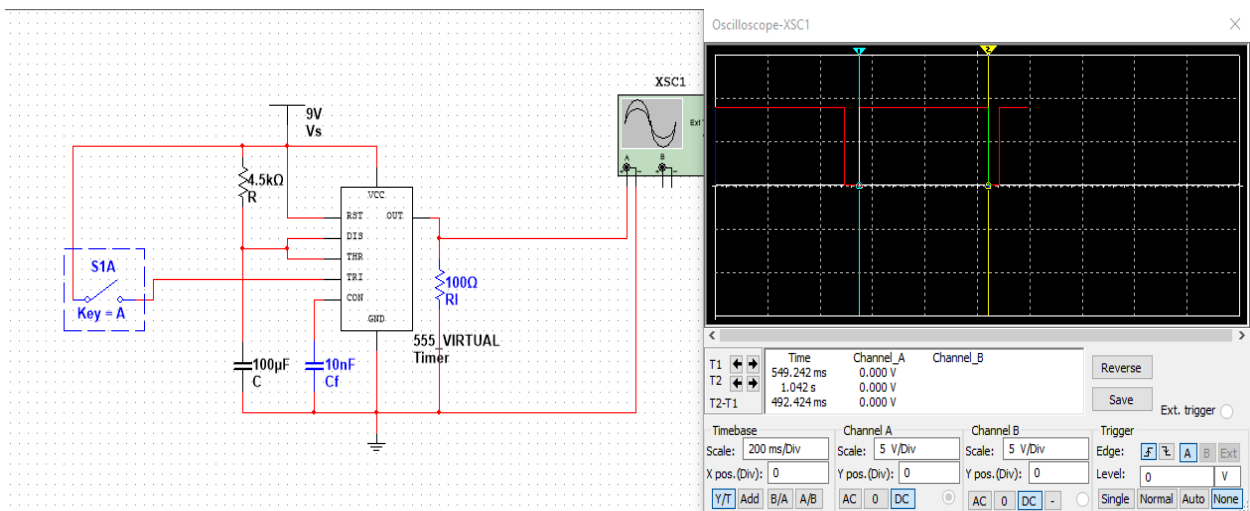 Oscilloscope-XSC1
XSC1
Ext
A
B
9V
Vs
4.5kΩ
R
VCC
RST
OUT
DIS
THR
TRI
CON
GND
S1A
Key = A
100Ω
Rl
555_VIRTUAL
Timer
100µF
C
10nF
Cf
1
2
Time Channel_A Channel_B
T1 549.242 ms 0.000 V
T2 1.042 s 0.000 V
T2-T1 492.424 ms 0.000 V
Reverse
Save
Ext. trigger
Timebase
Scale: 200 ms/Div
X pos.(Div): 0
Y/T Add B/A A/B
Channel A
Scale: 5 V/Div
Y pos.(Div): 0
AC 0 DC
Channel B
Scale: 5 V/Div
Y pos.(Div): 0
AC 0 DC -
Trigger
Edge: A B Ext
Level: 0 V
Single Normal Auto None